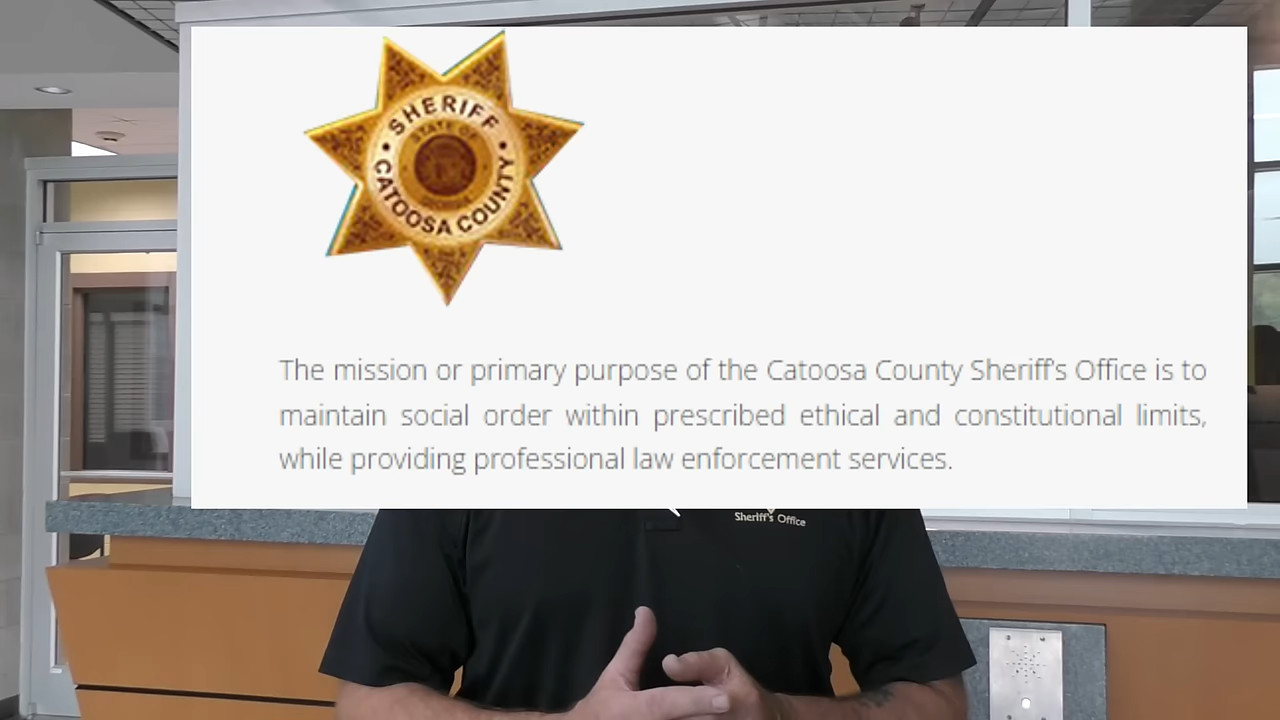 SHERIFF
STATE OF
CATOOSA COUNTY
The mission or primary purpose of the Catoosa County Sheriff's Office is to
maintain social order within prescribed ethical and constitutional limits,
while providing professional law enforcement services.
Sheriff's Office